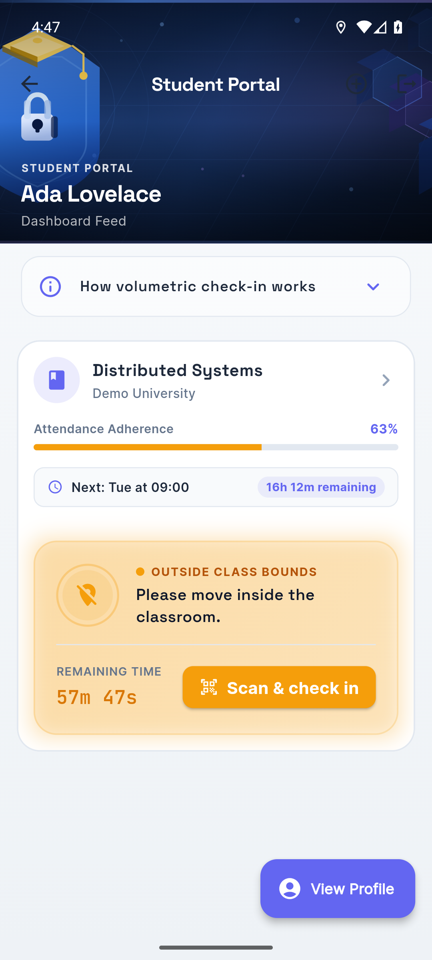 4:47
Student Portal
STUDENT PORTAL
Ada Lovelace
Dashboard Feed
How volumetric check-in works
Distributed Systems
Demo University
Attendance Adherence
63%
Next: Tue at 09:00
16h 12m remaining
OUTSIDE CLASS BOUNDS
Please move inside the
classroom.
REMAINING TIME
57m 47s
Scan & check in
View Profile